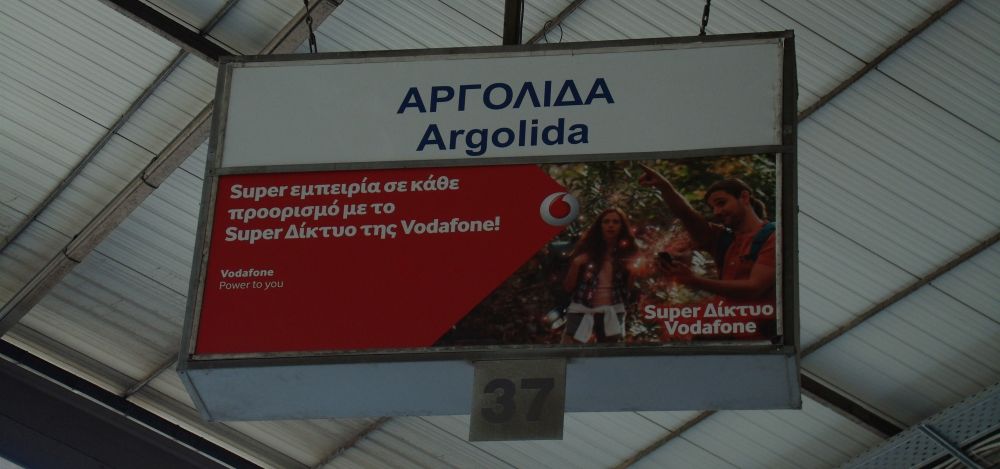 ΑΡΓΟΛΙΔΑ
Argolida
Super εμπειρία σε κάθε
προορισμό με το
Super Δίκτυο της Vodafone!
Vodafone
Power to you
Super Δίκτυο
Vodafone
37